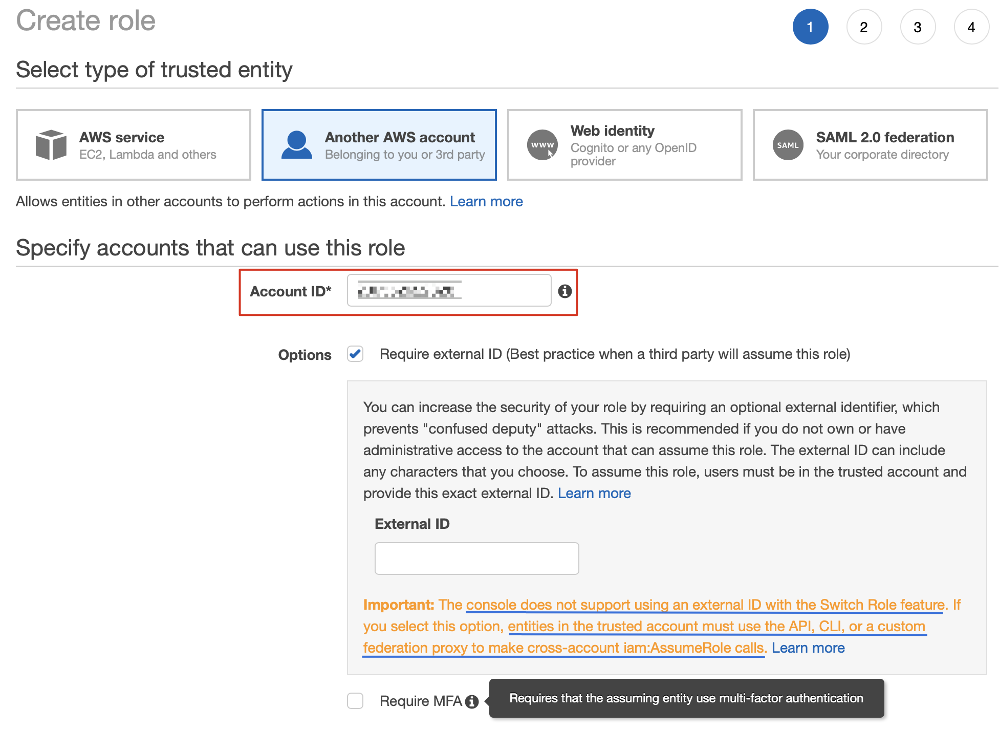 Create role
1 2 3 4
Select type of trusted entity
AWS service
EC2, Lambda and others
Another AWS account
Belonging to you or 3rd party
www
Web identity
Cognito or any OpenID
provider
SAML
SAML 2.0 federation
Your corporate directory
Allows entities in other accounts to perform actions in this account. Learn more
Specify accounts that can use this role
Account ID*
Options
Require external ID (Best practice when a third party will assume this role)
You can increase the security of your role by requiring an optional external identifier, which
prevents "confused deputy" attacks. This is recommended if you do not own or have
administrative access to the account that can assume this role. The external ID can include
any characters that you choose. To assume this role, users must be in the trusted account and
provide this exact external ID. Learn more
External ID
Important: The console does not support using an external ID with the Switch Role feature. If
you select this option, entities in the trusted account must use the API, CLI, or a custom
federation proxy to make cross-account iam:AssumeRole calls. Learn more
Require MFA
Requires that the assuming entity use multi-factor authentication